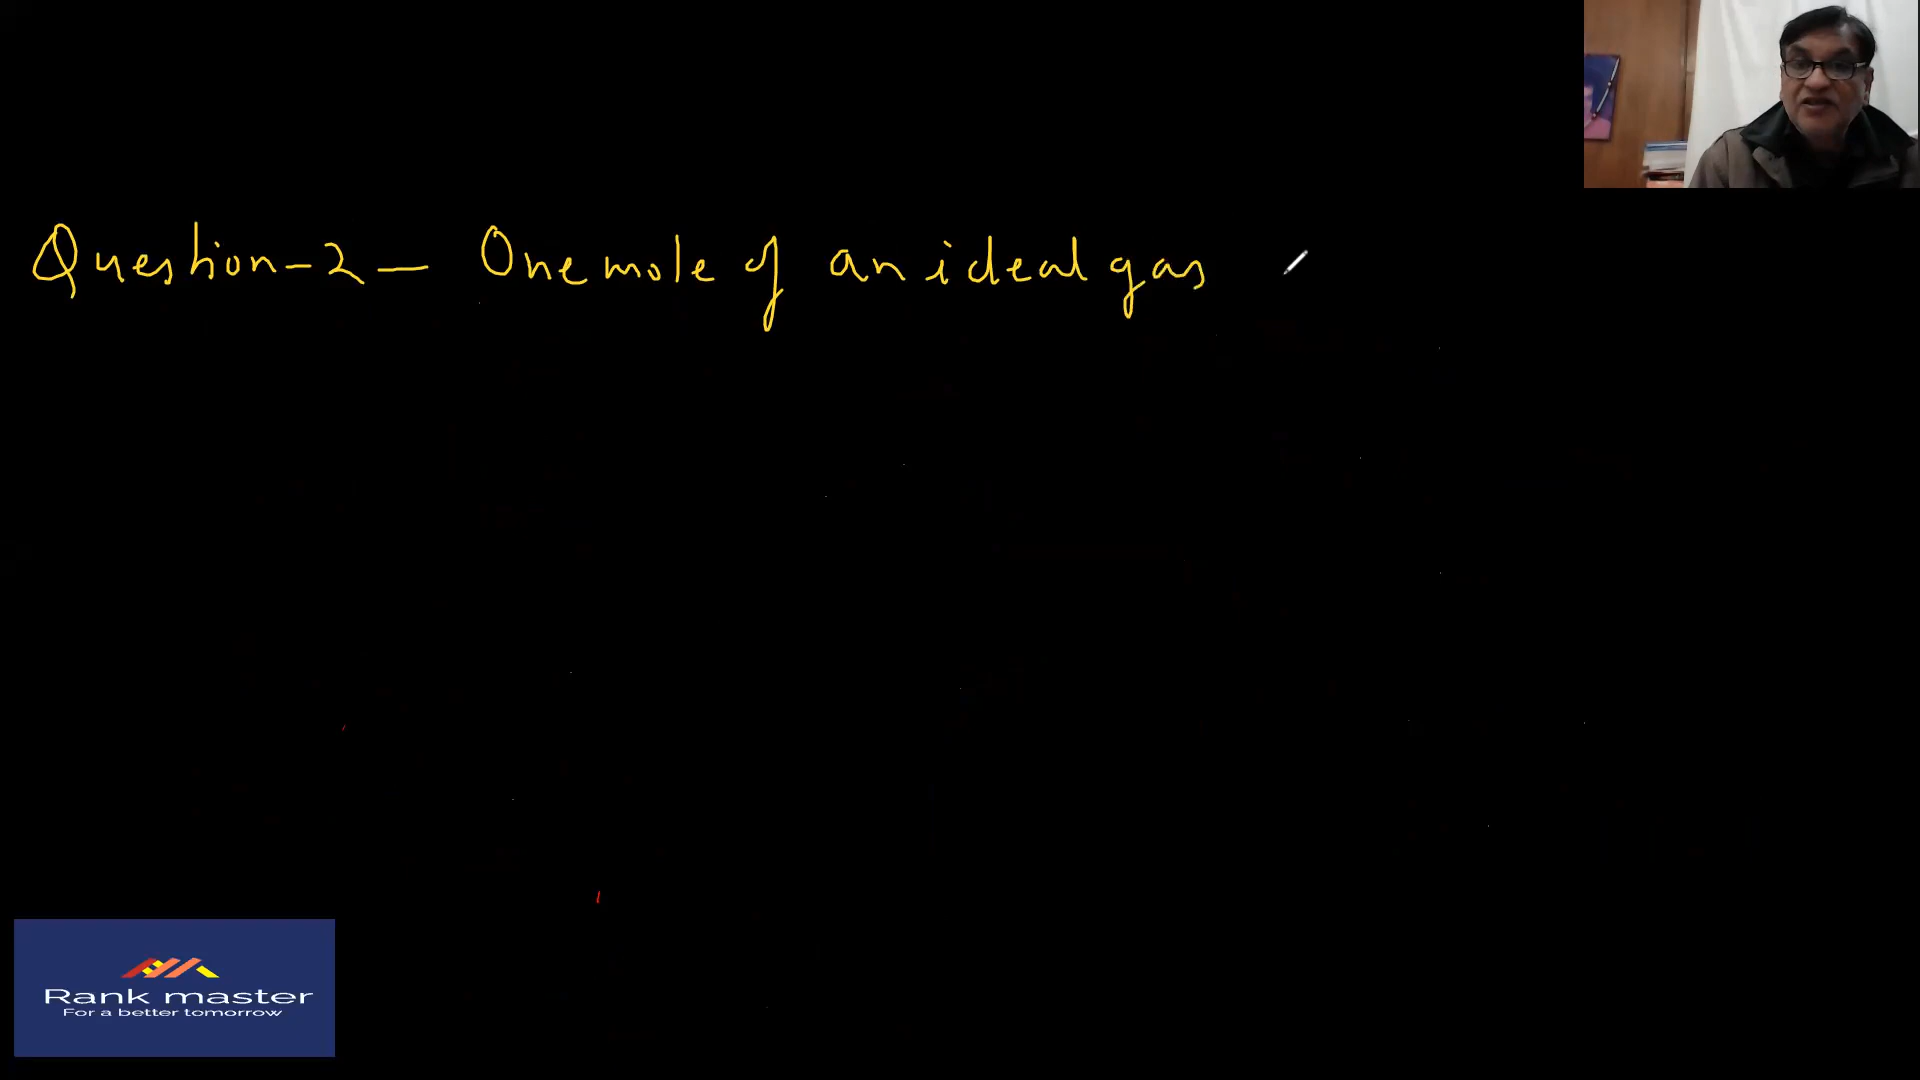 Question-2- One mole of an ideal gas
Rank master
For a better tomorrow